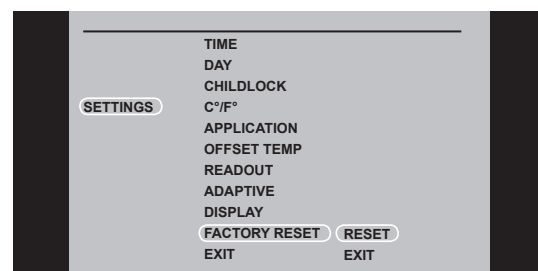 TIME
DAY
CHILDLOCK
SETTINGS C°/F°
APPLICATION
OFFSET TEMP
READOUT
ADAPTIVE
DISPLAY
FACTORY RESET RESET
EXIT EXIT